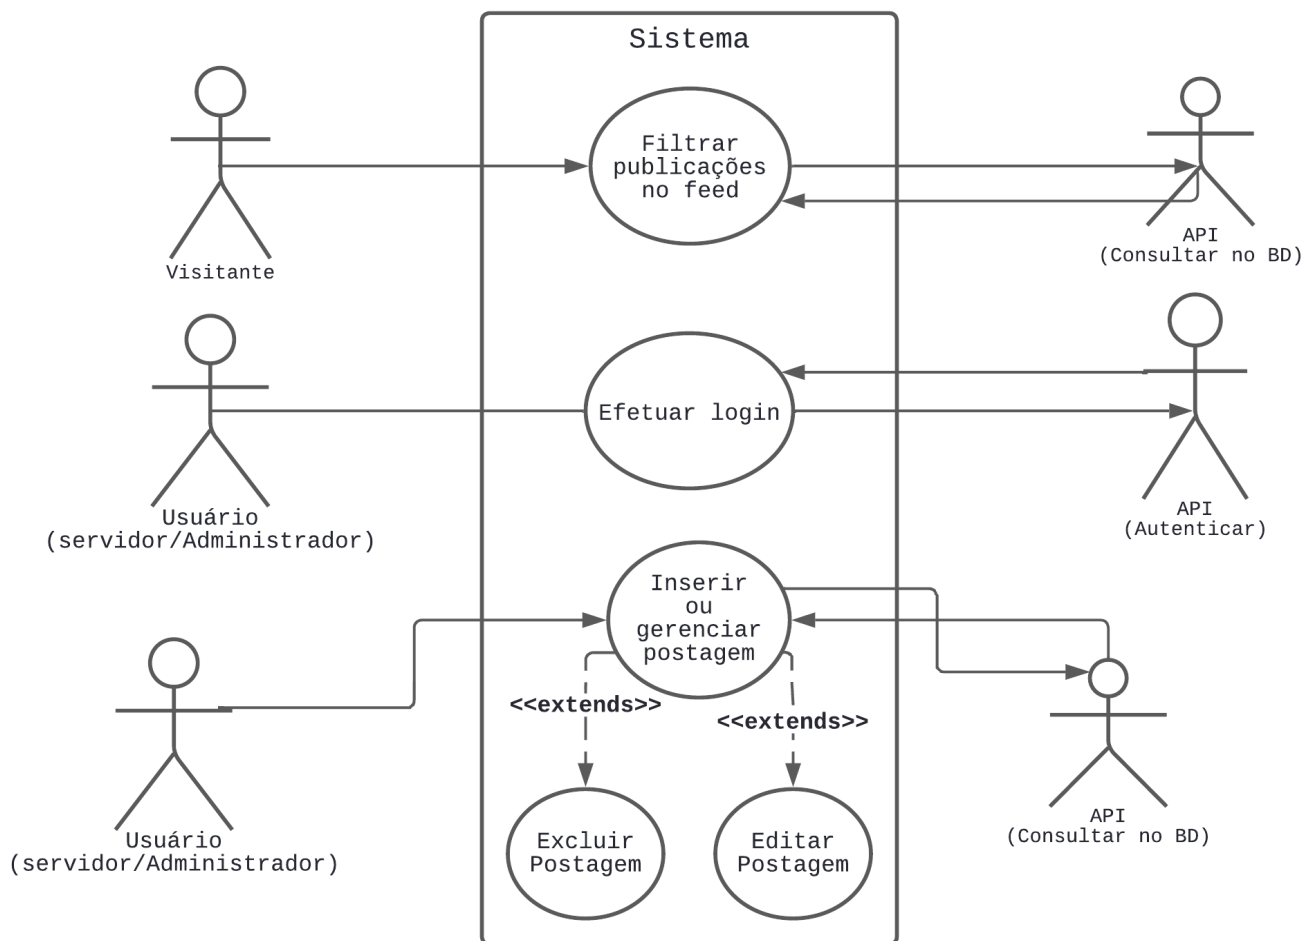 Sistema
Filtrar
publicações
no feed
Visitante
API
(Consultar no BD)
Efetuar login
Usuário
(servidor/Administrador)
API
(Autenticar)
Inserir
ou
gerenciar
postagem
<<extends>>
<<extends>>
Usuário
(servidor/Administrador)
API
(Consultar no BD)
Excluir
Postagem
Editar
Postagem